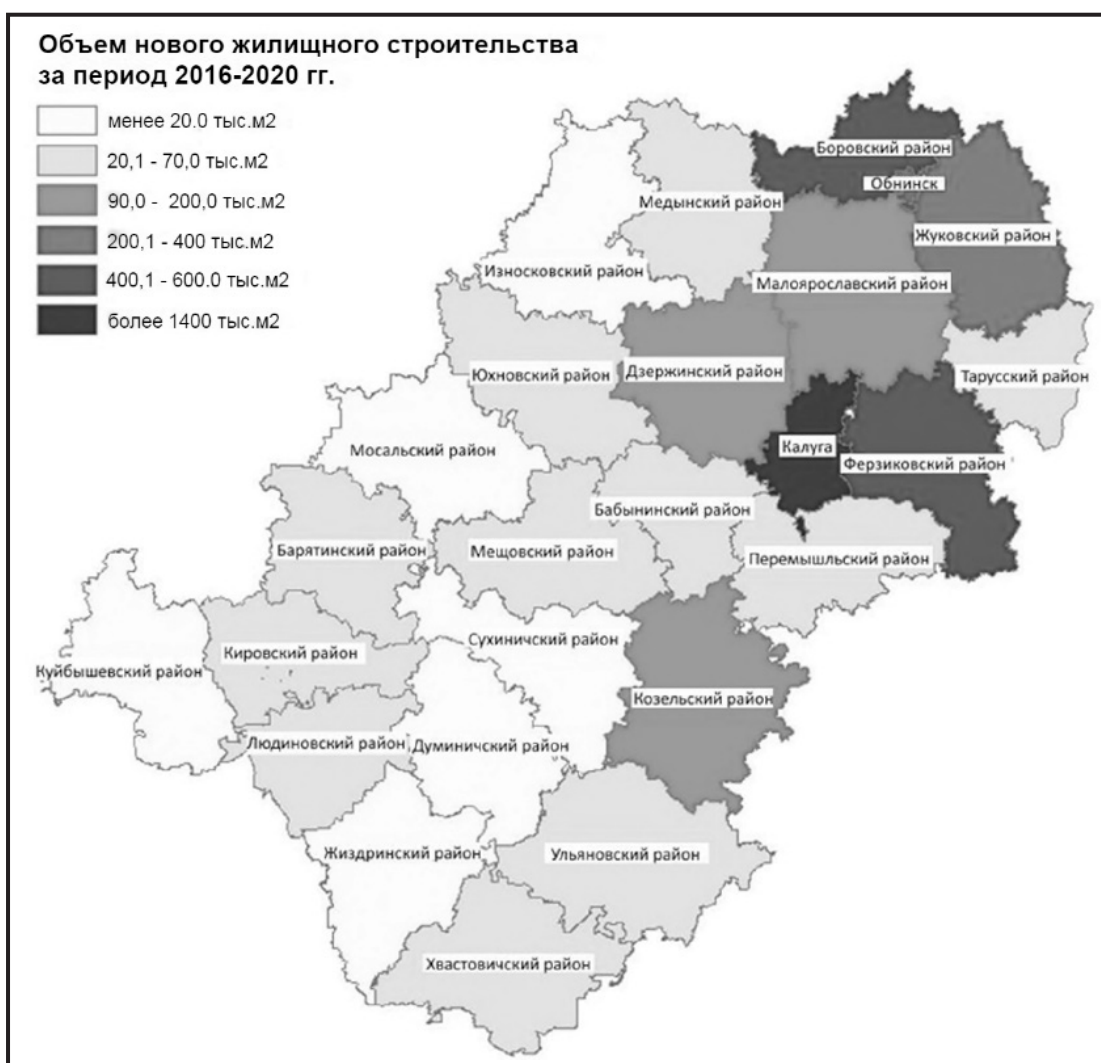 Объем нового жилищного строительства
за период 2016-2020 гг.
менее 20.0 тыс.м2
20,1 - 70,0 тыс.м2
90,0 - 200,0 тыс.м2
200,1 - 400 тыс.м2
400,1 - 600.0 тыс.м2
более 1400 тыс.м2
Боровский район
Обнинск
Медынский район
Жуковский район
Износковский район
Малоярославский район
Юхновский район
Дзержинский район
Тарусский район
Мосальский район
Калуга
Ферзиковский район
Бабынинский район
Барятинский район
Мещовский район
Перемышльский район
Сухиничский район
Кировский район
Куйбышевский район
Козельский район
Людиновский район
Думиничский район
Жиздринский район
Ульяновский район
Хвастовичский район